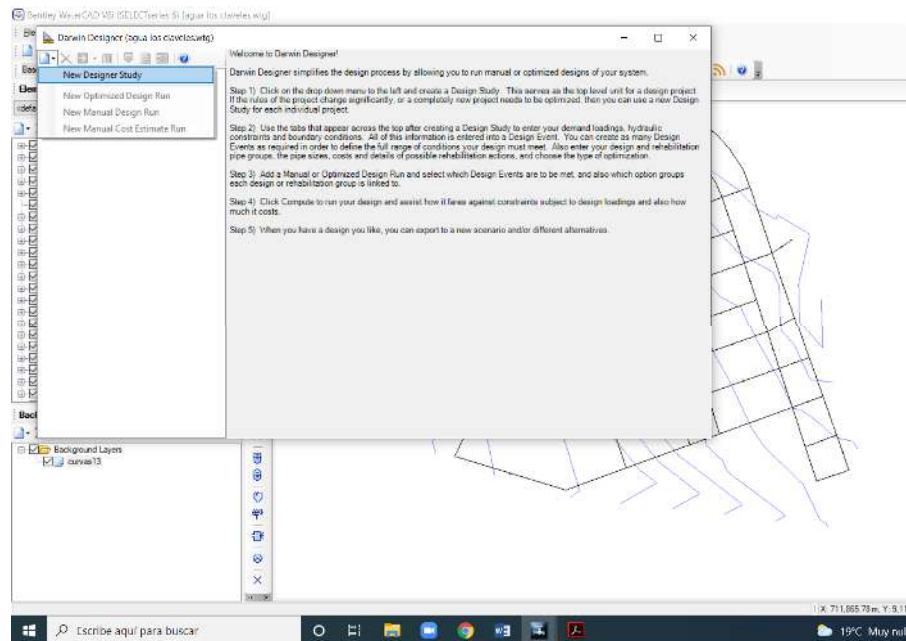 Bentley WaterCAD V8i (SELECTseries 6) [agua los claveles.wtg]
Darwin Designer (agua los claveles.wtg)
New Designer Study
New Optimized Design Run
New Manual Design Run
New Manual Cost Estimate Run
Welcome to Darwin Designer!
Darwin Designer simplifies the design process by allowing you to run manual or optimized designs of your system.
Step 1) Click on the drop down menu to the left and create a Design Study. This serves as the top level unit for a design project.
If the rules of the project change significantly, or a completely new project needs to be optimized, then you can use a new Design
Study for each individual project.
Step 2) Use the tabs that appear across the top after creating a Design Study to enter your demand loadings, hydraulic
constraints and boundary conditions. All of this information is entered into a Design Event. You can create as many Design
Events as required in order to define the full range of conditions your design must meet. Also enter your design and rehabilitation
pipe groups, the pipe sizes, costs and details of possible rehabilitation actions, and choose the type of optimization.
Step 3) Add a Manual or Optimized Design Run and select which Design Events are to be met, and also which option groups
each design or rehabilitation group is linked to.
Step 4) Click Compute to run your design and assist how it fares against constraints subject to design loadings and also how
much it costs.
Step 5) When you have a design you like, you can export to a new scenario and/or different alternatives.
Background Layers
curvas13
X: 711,865.78 m, Y: 9,11
Escribe aquí para buscar
19°C Muy nul